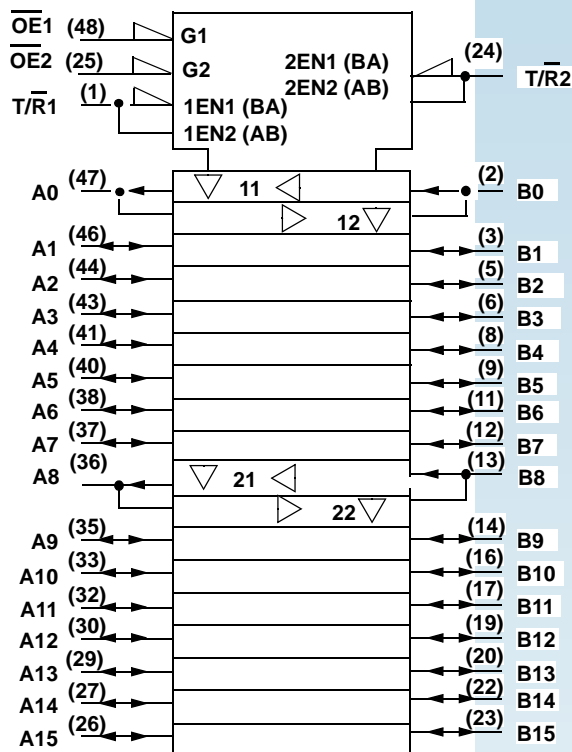 OE1 (48) G1
OE2 (25) G2 2EN1 (BA) (24) T/R2
T/R1 (1) 1EN1 (BA) 2EN2 (AB)
1EN2 (AB)
A0 (47) 11 (2) B0
12
A1 (46) (3) B1
A2 (44) (5) B2
A3 (43) (6) B3
A4 (41) (8) B4
A5 (40) (9) B5
A6 (38) (11) B6
A7 (37) (12) B7
A8 (36) 21 (13) B8
22
A9 (35) (14) B9
A10 (33) (16) B10
A11 (32) (17) B11
A12 (30) (19) B12
A13 (29) (20) B13
A14 (27) (22) B14
A15 (26) (23) B15